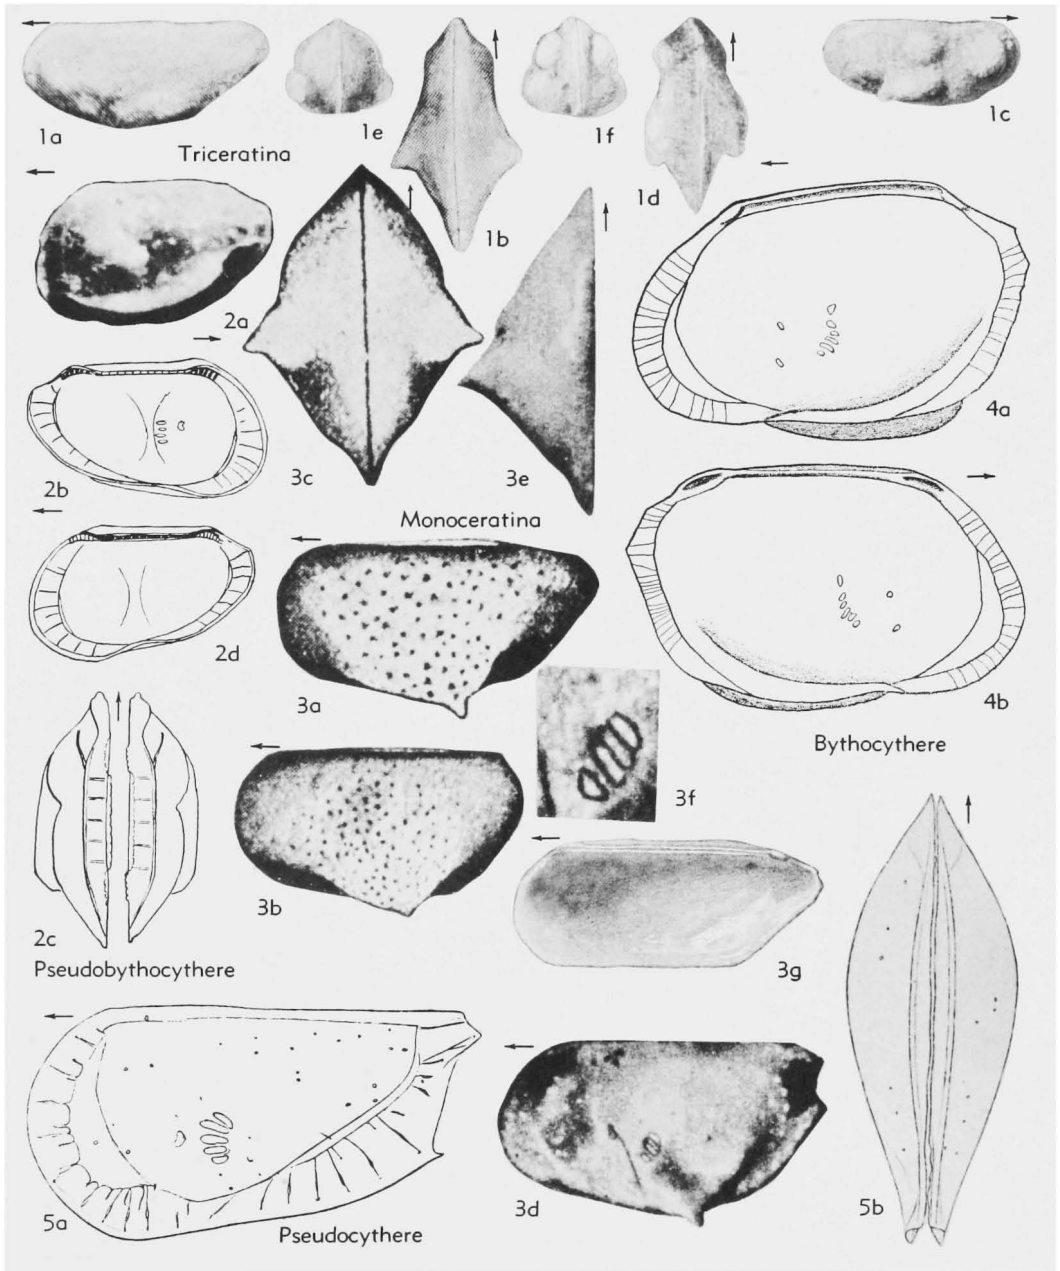 1a
1e
1b
1f
1d
1c
Triceratina
2a
2b
2d
3c
3e
4a
Monoceratina
3a
4b
Bythocythere
3f
3b
2c
Pseudobythocythere
3g
5a
Pseudocythere
3d
5b